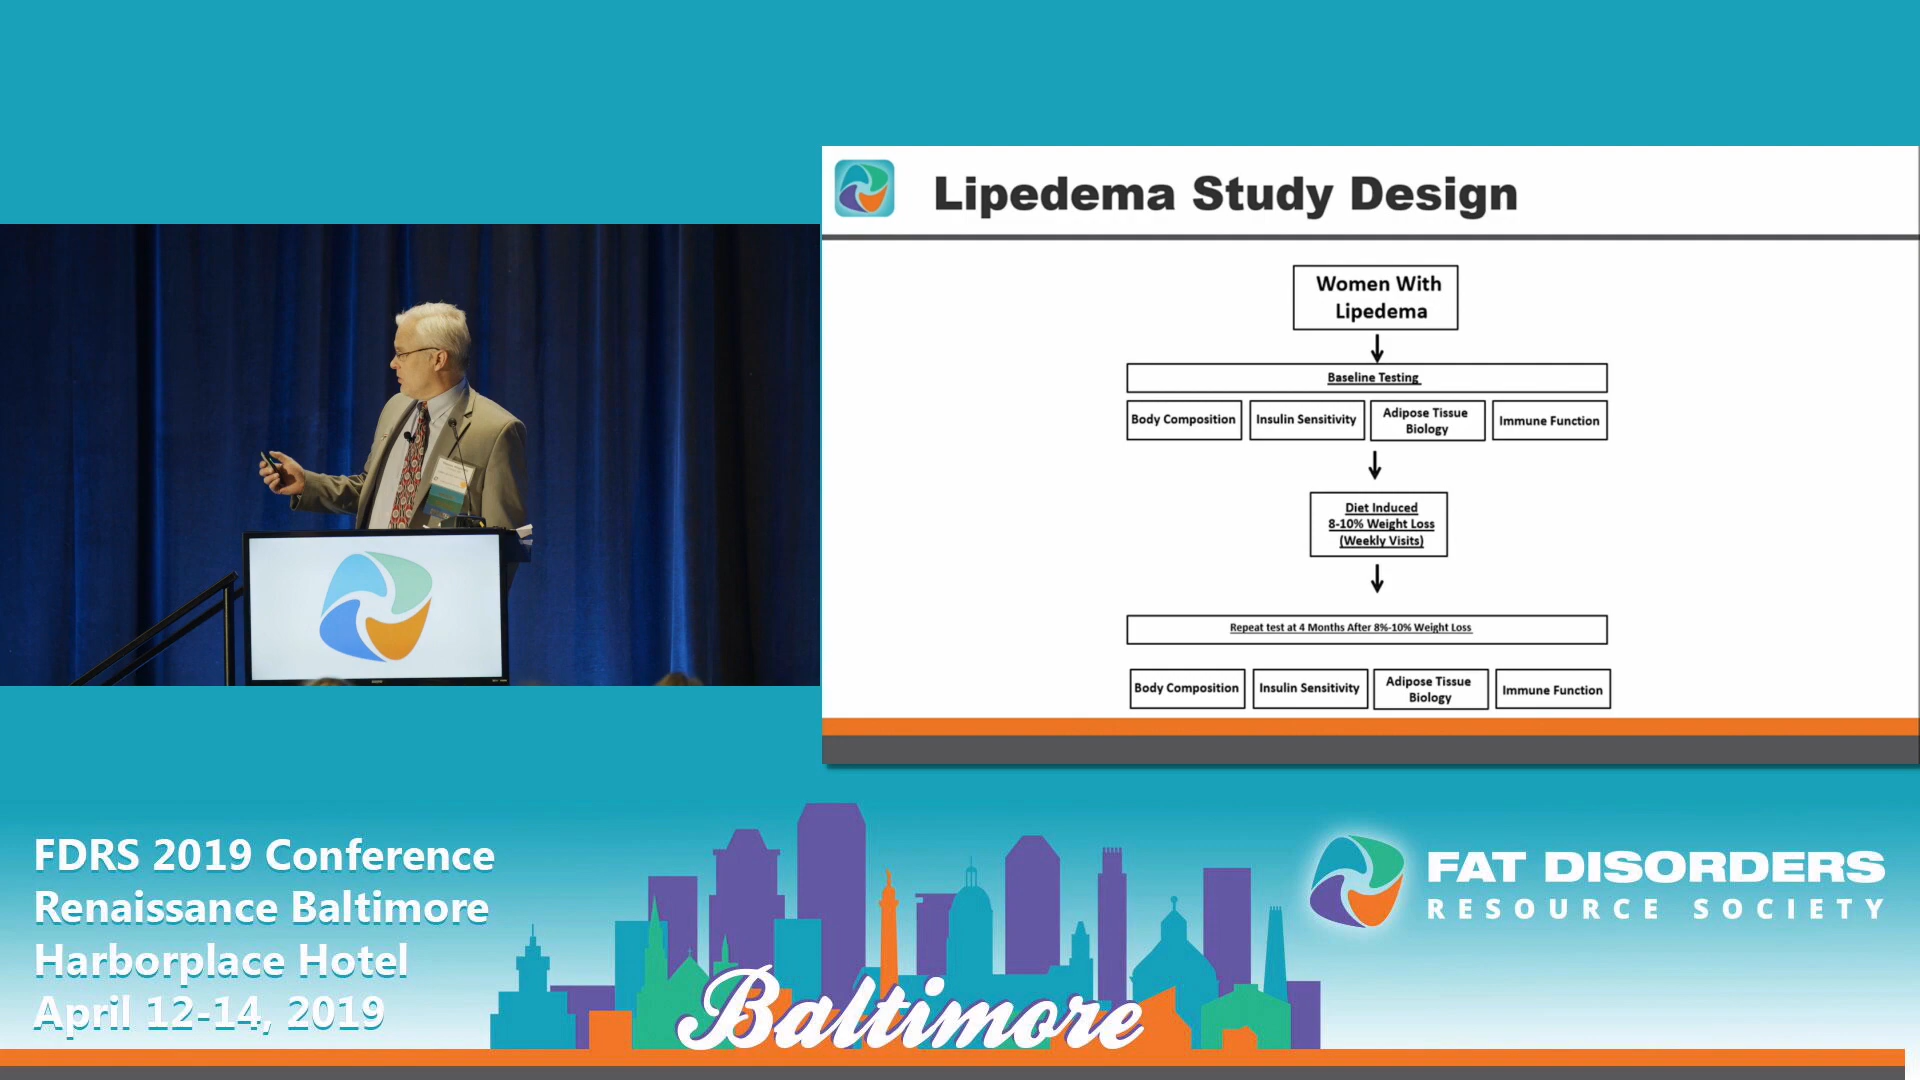 Lipedema Study Design
Women With
Lipedema
Baseline Testing
Body Composition
Insulin Sensitivity
Adipose Tissue
Biology
Immune Function
Diet Induced
8-10% Weight Loss
(Weekly Visits)
Repeat test at 4 Months After 8%-10% Weight Loss
Body Composition
Insulin Sensitivity
Adipose Tissue
Biology
Immune Function
FDRS 2019 Conference
Renaissance Baltimore
Harborplace Hotel
April 12-14, 2019
Baltimore
FAT DISORDERS
RESOURCE SOCIETY